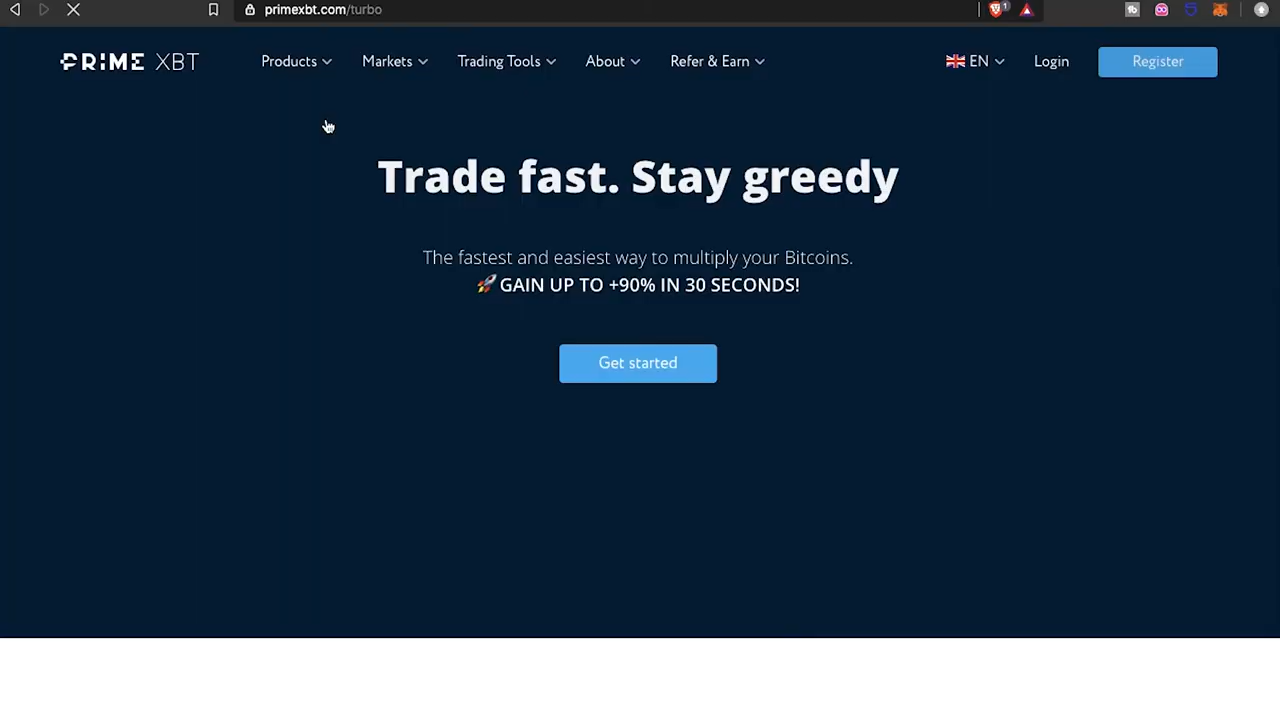 primexbt.com/turbo
1
PRIME XBT
Products
Markets
Trading Tools
About
Refer & Earn
EN
Login
Register
Trade fast. Stay greedy
The fastest and easiest way to multiply your Bitcoins.
🚀GAIN UP TO +90% IN 30 SECONDS!
Get started